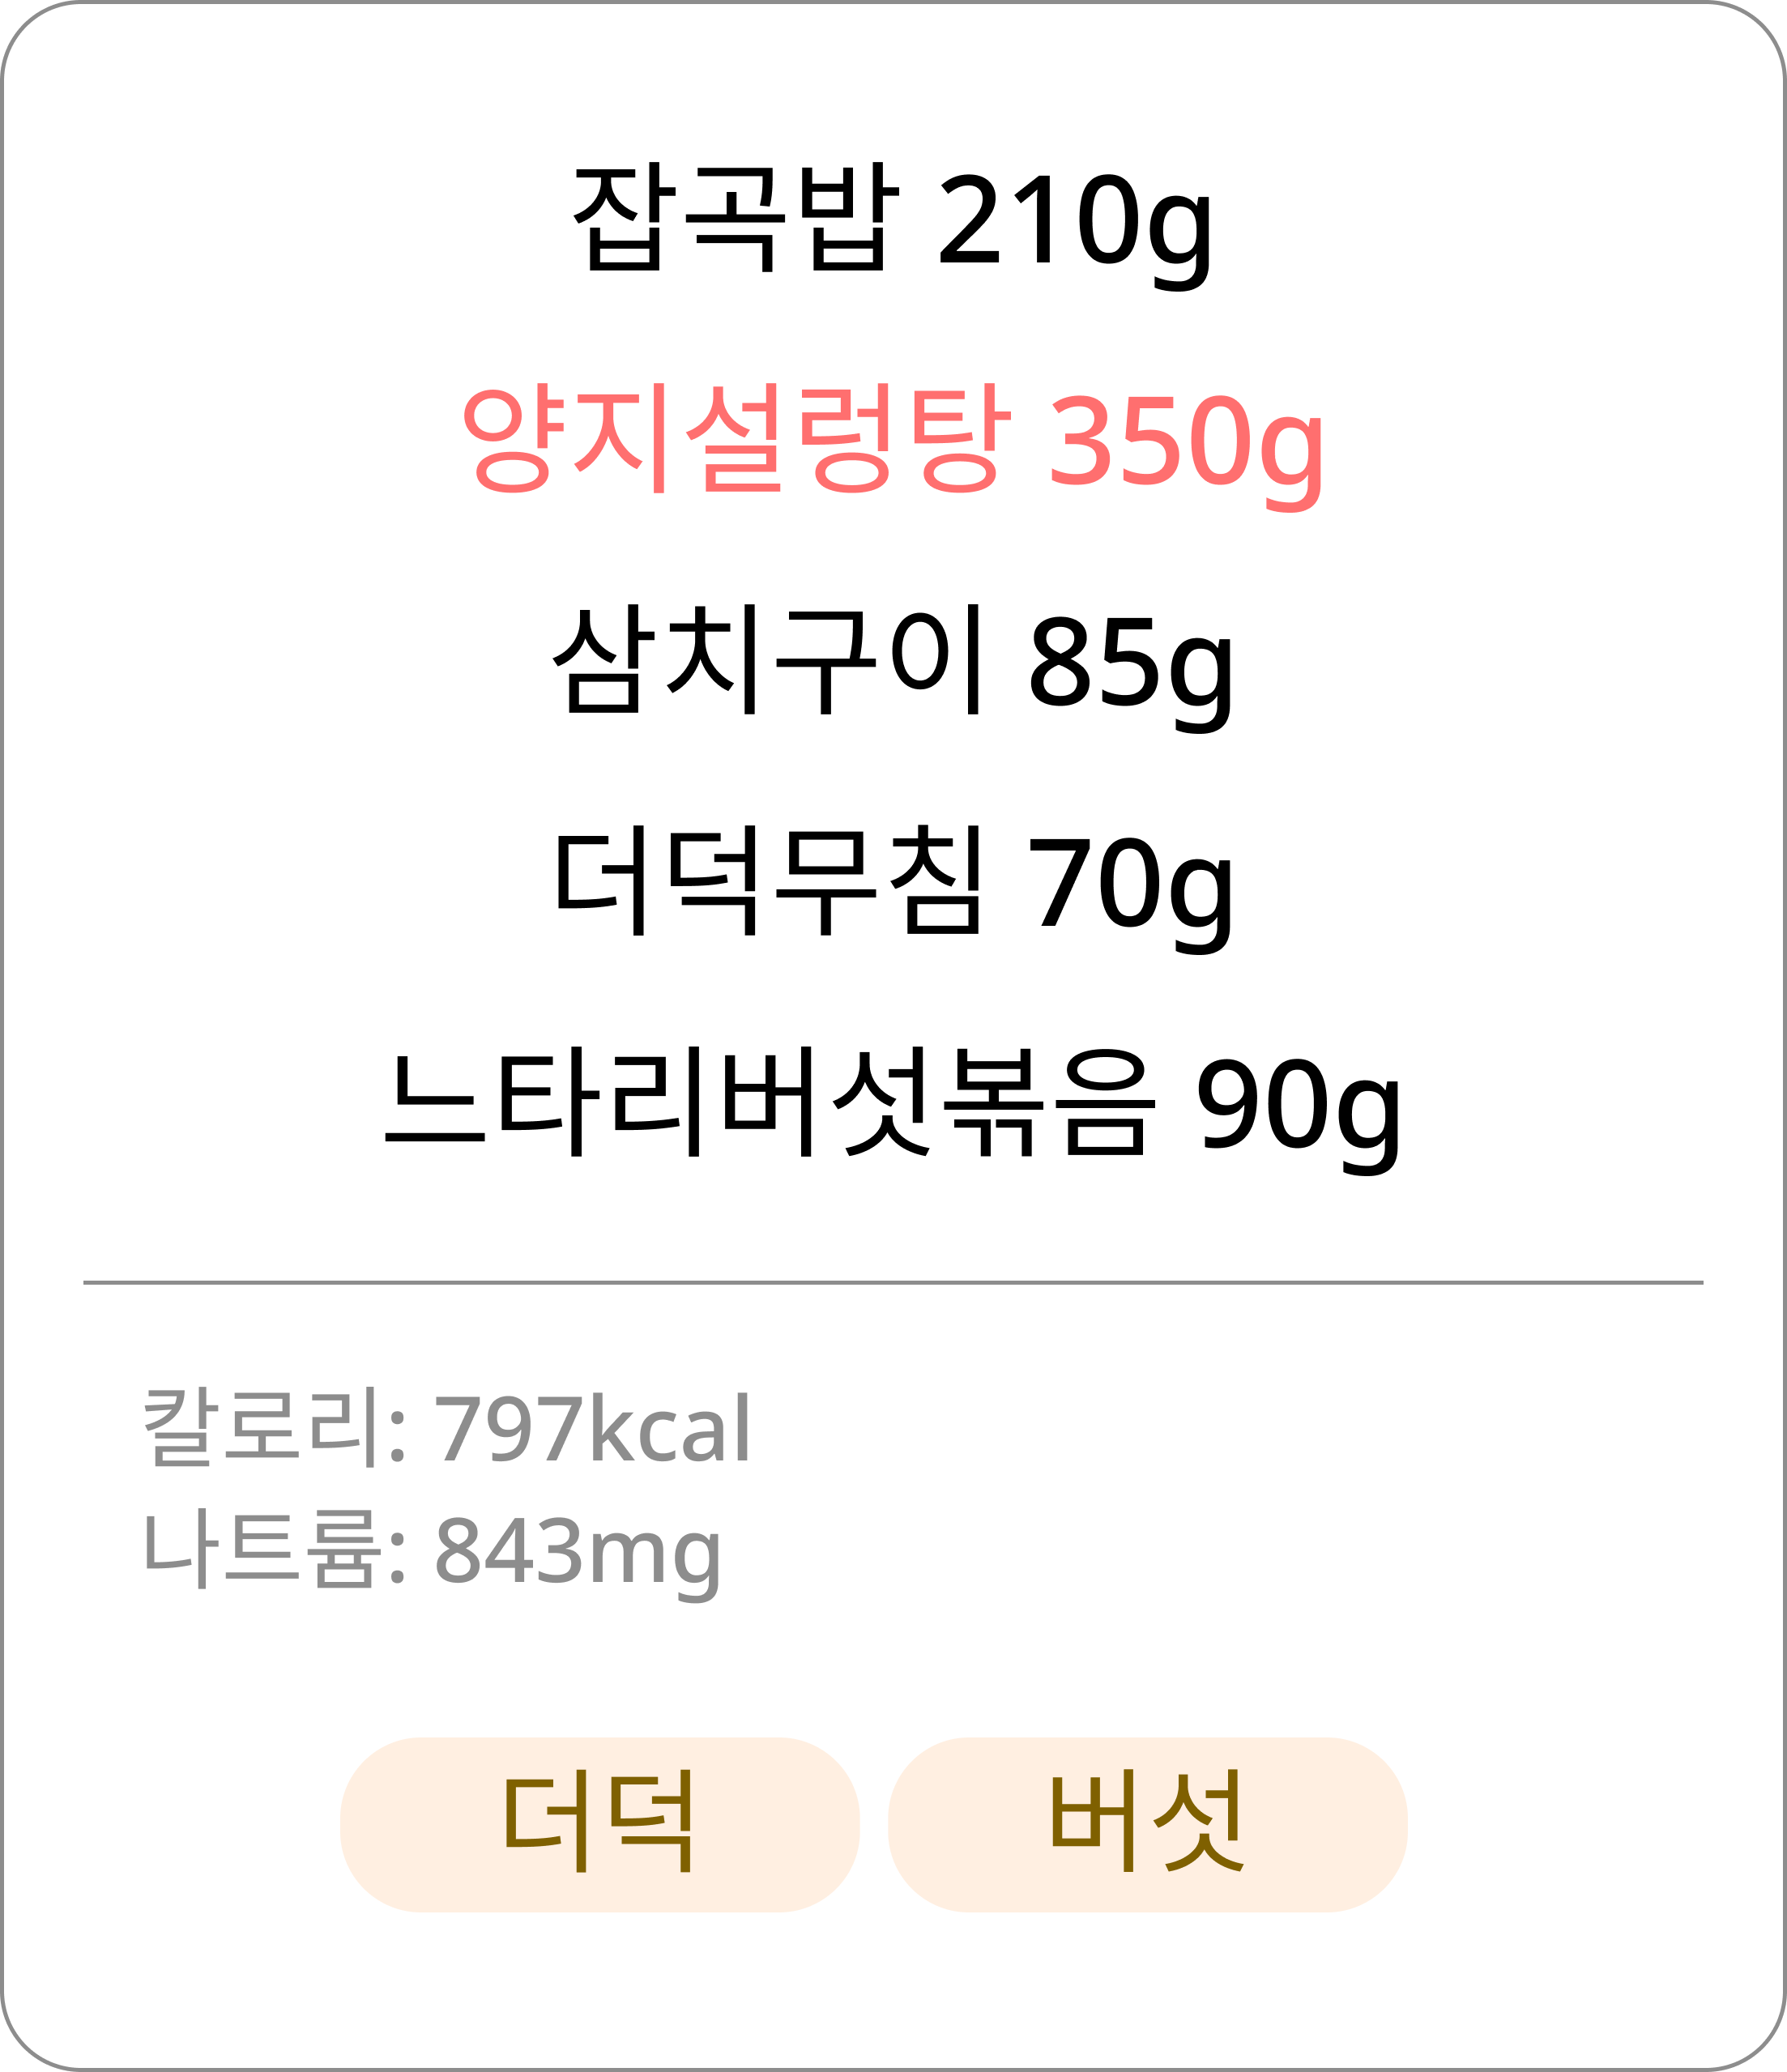 잡곡밥 210g
양지설렁탕 350g
삼치구이 85g
더덕무침 70g
느타리버섯볶음 90g
칼로리: 797kcal
나트륨: 843mg
더덕 버섯